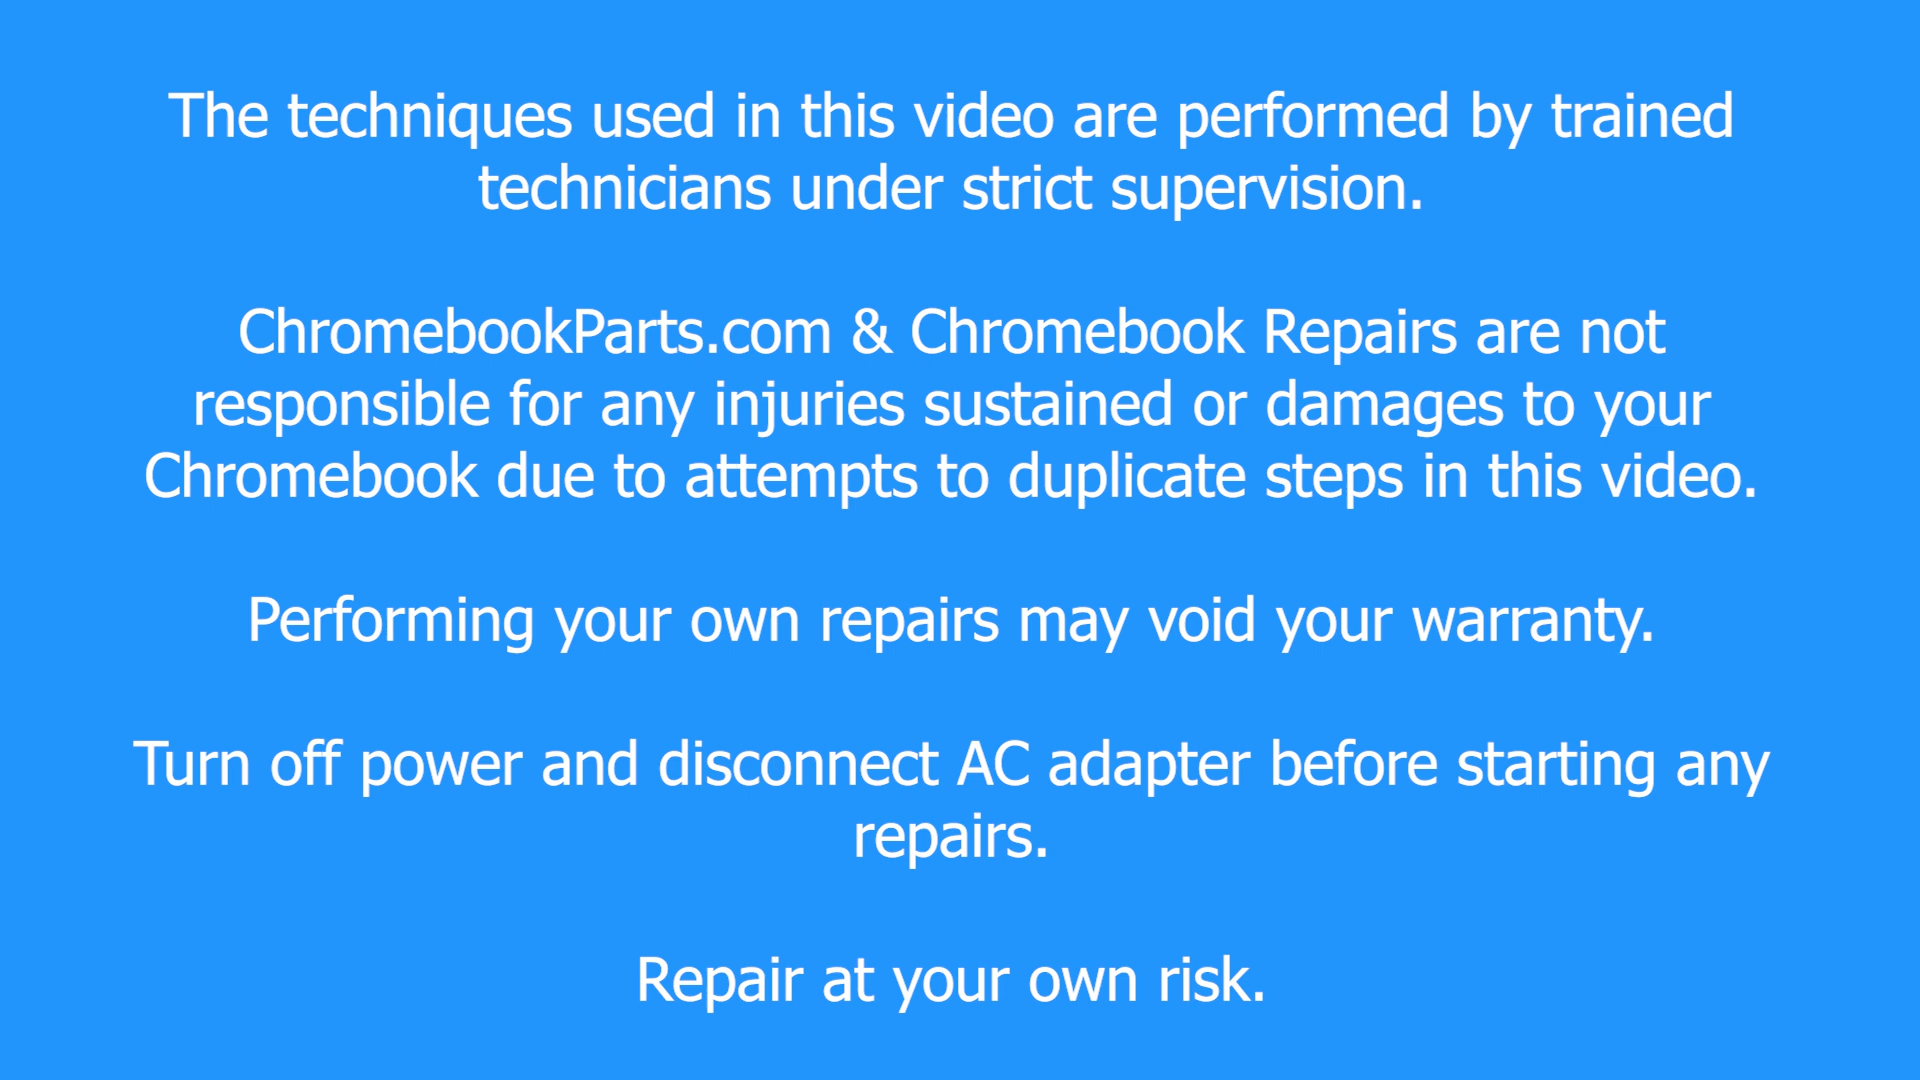 The techniques used in this video are performed by trained
technicians under strict supervision.
ChromebookParts.com & Chromebook Repairs are not
responsible for any injuries sustained or damages to your
Chromebook due to attempts to duplicate steps in this video.
Performing your own repairs may void your warranty.
Turn off power and disconnect AC adapter before starting any
repairs.
Repair at your own risk.